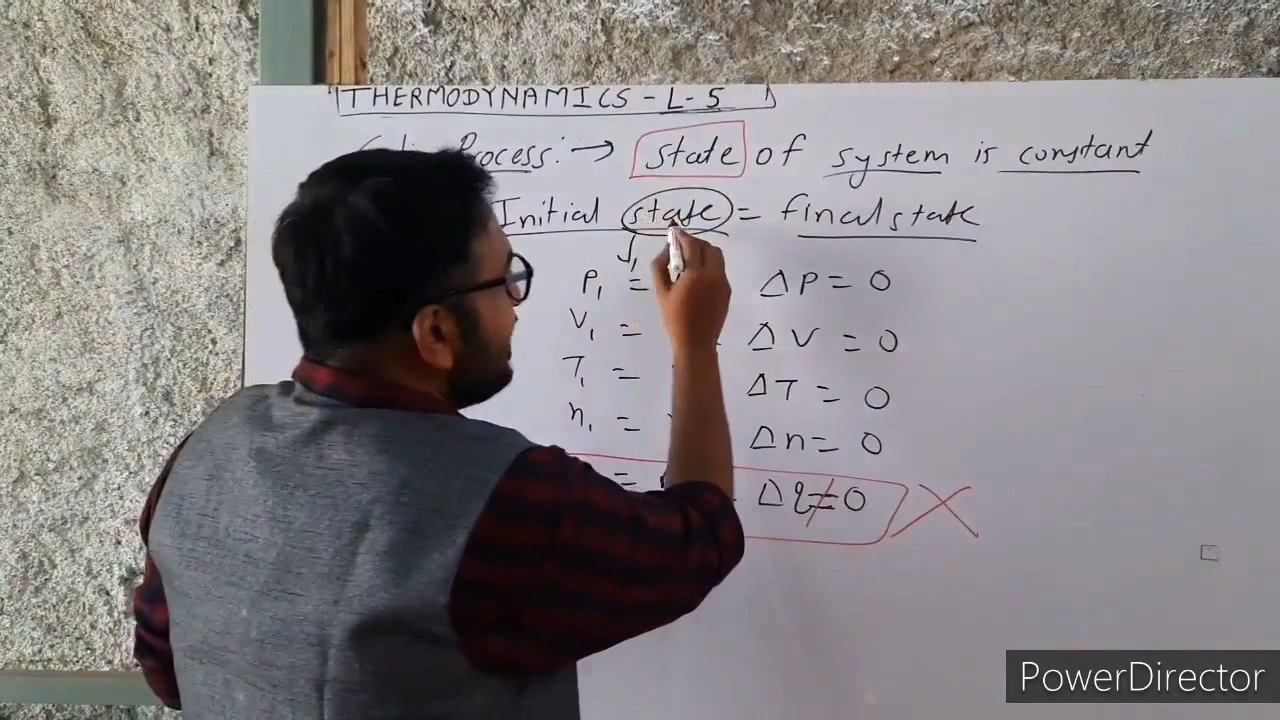 THERMODYNAMICS - L-5
Process: → state of system is constant
Initial state = final state
P₁ = ΔP = 0
V₁ = ΔV = 0
T₁ = ΔT = 0
n₁ = Δn = 0
= Δq ≠ 0 X
PowerDirector